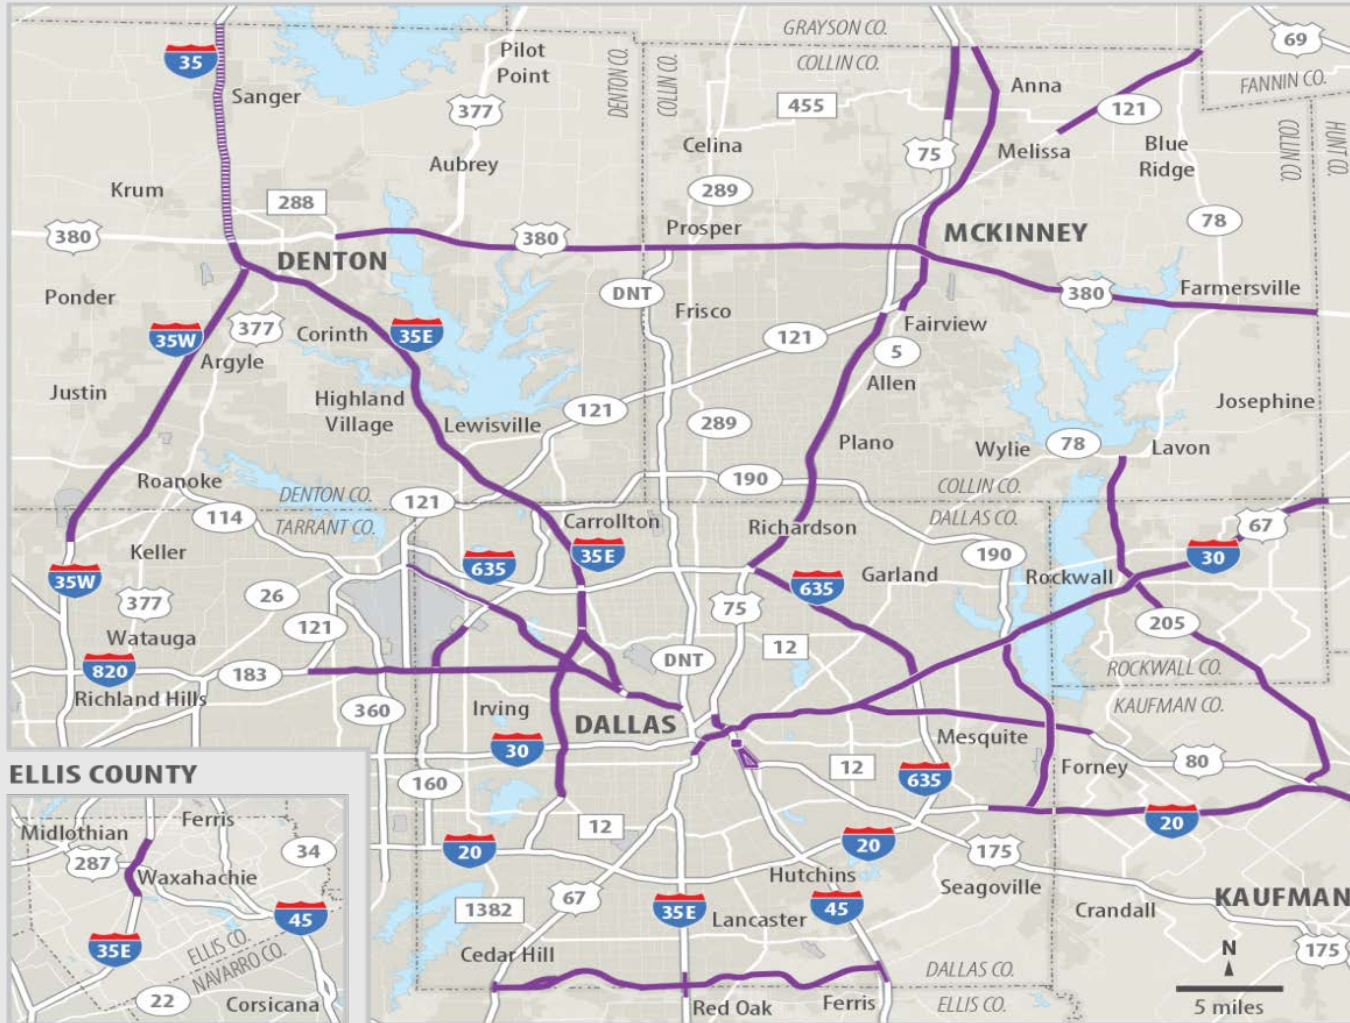 GRAYSON CO.
COLLIN CO.
69
35
Pilot
Point
DENTON CO.
COLLIN CO.
FANNIN CO.
Sanger
377
455
Anna
121
COLLIN CO.
HUNT CO.
Aubrey
Celina
75
Melissa
Blue
Ridge
Krum
288
289
78
380
Prosper
380
MCKINNEY
DENTON
Ponder
DNT
380
Farmersville
35W
377
Corinth
35E
Frisco
121
Fairview
5
Argyle
Allen
Justin
Highland
Village
Lewisville
121
289
Josephine
Plano
Wylie
78
Lavon
Roanoke
190
DENTON CO.
121
COLLIN CO.
114
TARRANT CO.
Carrollton
Richardson
DALLAS CO.
67
Keller
635
35E
190
30
35W
635
Garland
Rockwall
377
26
75
121
205
Watauga
12
820
183
DNT
ROCKWALL CO.
Richland Hills
360
Irving
DALLAS
KAUFMAN CO.
30
Mesquite
12
Forney
80
ELLIS COUNTY
160
635
Midlothian
Ferris
12
20
287
34
20
175
Waxahachie
Hutchins
Seagoville
KAUFMAN
1382
67
35E
Lancaster
45
Crandall
45
35E
ELLIS CO.
NAVARRO CO.
Cedar Hill
N
175
DALLAS CO.
22
Corsicana
Red Oak
Ferris
ELLIS CO.
5 miles